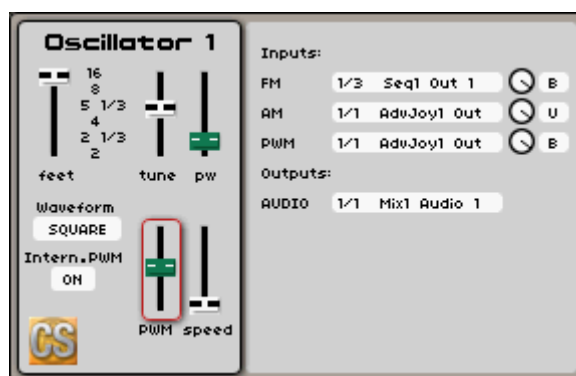 Oscillator 1
16
8
5 1/3
4
2 1/3
2
feet tune pw
Waveform
SQUARE
Intern.PWM
ON
PWM speed
CS
Inputs:
FM 1/3 Seq1 Out 1 B
AM 1/1 AdvJoy1 Out U
PWM 1/1 AdvJoy1 Out B
Outputs:
AUDIO 1/1 Mix1 Audio 1